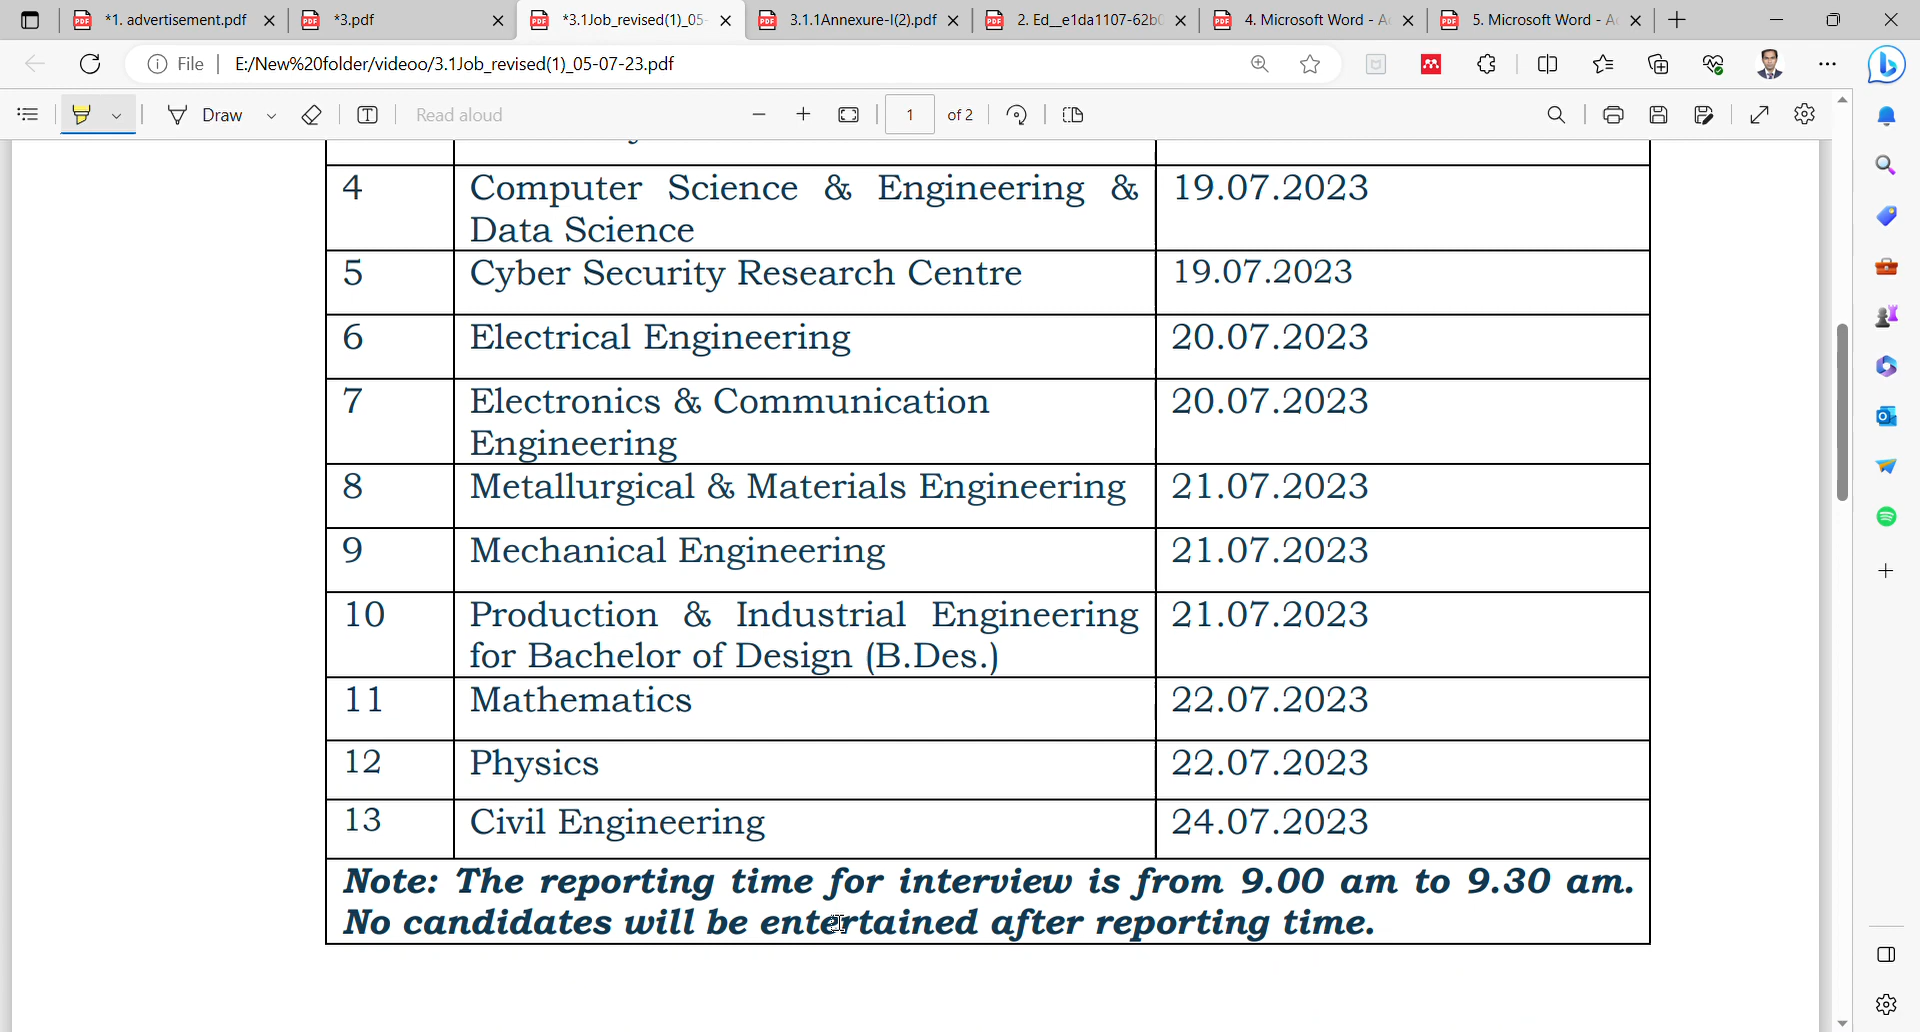 *1. advertisement.pdf
*3.pdf
*3.1Job_revised(1)_05-
3.1.1Annexure-I(2).pdf
2. Ed__e1da1107-62b0
4. Microsoft Word - A
5. Microsoft Word - A
File
E:/New%20folder/videoo/3.1Job_revised(1)_05-07-23.pdf
Draw
Read aloud
1
of 2
4 Computer Science & Engineering & 19.07.2023
Data Science
5 Cyber Security Research Centre 19.07.2023
6 Electrical Engineering 20.07.2023
7 Electronics & Communication 20.07.2023
Engineering
8 Metallurgical & Materials Engineering 21.07.2023
9 Mechanical Engineering 21.07.2023
10 Production & Industrial Engineering 21.07.2023
for Bachelor of Design (B.Des.)
11 Mathematics 22.07.2023
12 Physics 22.07.2023
13 Civil Engineering 24.07.2023
Note: The reporting time for interview is from 9.00 am to 9.30 am.
No candidates will be entertained after reporting time.